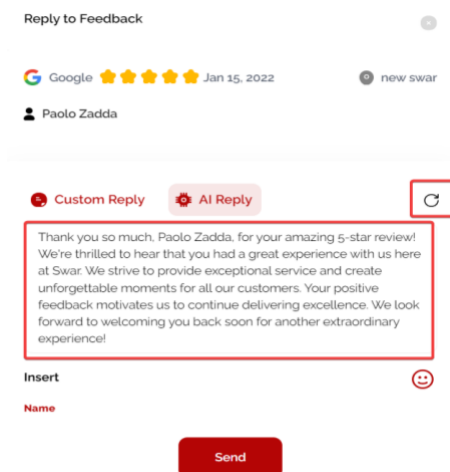 Reply to Feedback
Google Jan 15, 2022 new swar
Paolo Zadda
Custom Reply AI Reply
Thank you so much, Paolo Zadda, for your amazing 5-star review!
We're thrilled to hear that you had a great experience with us here
at Swar. We strive to provide exceptional service and create
unforgettable moments for all our customers. Your positive
feedback motivates us to continue delivering excellence. We look
forward to welcoming you back soon for another extraordinary
experience!
Insert
Name
Send